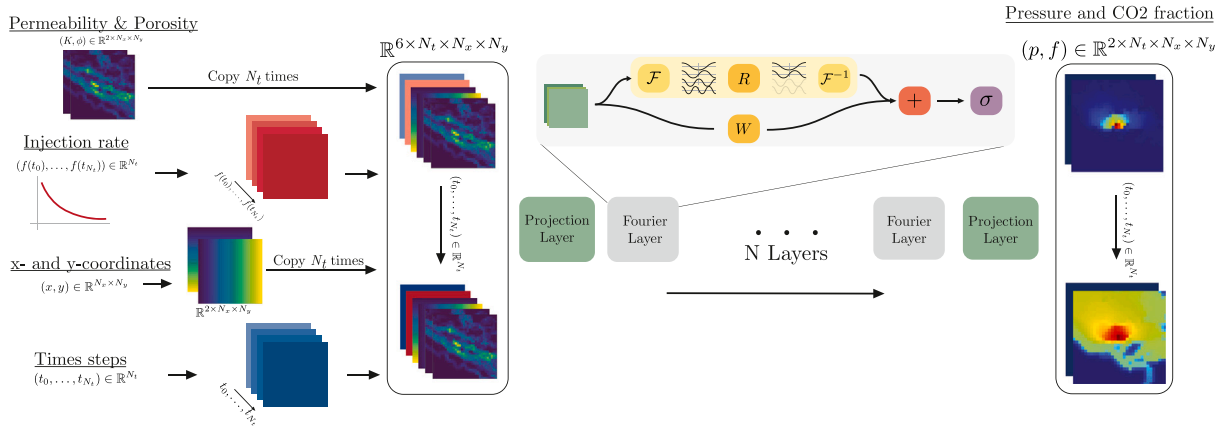 Permeability & Porosity
(K, ϕ) ∈ ℝ^{2×N_x×N_y}
Copy N_t times
Injection rate
(f(t_0), . . . , f(t_{N_t})) ∈ ℝ^{N_t}
f(t_0), . . . , f(t_{N_t})
x- and y-coordinates
(x, y) ∈ ℝ^{N_x×N_y}
ℝ^{2×N_x×N_y}
Copy N_t times
Times steps
(t_0, . . . , t_{N_t}) ∈ ℝ^{N_t}
t_0, . . . , t_{N_t}
ℝ^{6×N_t×N_x×N_y}
(t_0, . . . , t_{N_t}) ∈ ℝ^{N_t}
ℱ
R
ℱ^{−1}
W
+
σ
Projection
Layer
Fourier
Layer
. . .
N Layers
Fourier
Layer
Projection
Layer
Pressure and CO2 fraction
(p, f) ∈ ℝ^{2×N_t×N_x×N_y}
(t_0, . . . , t_{N_t}) ∈ ℝ^{N_t}